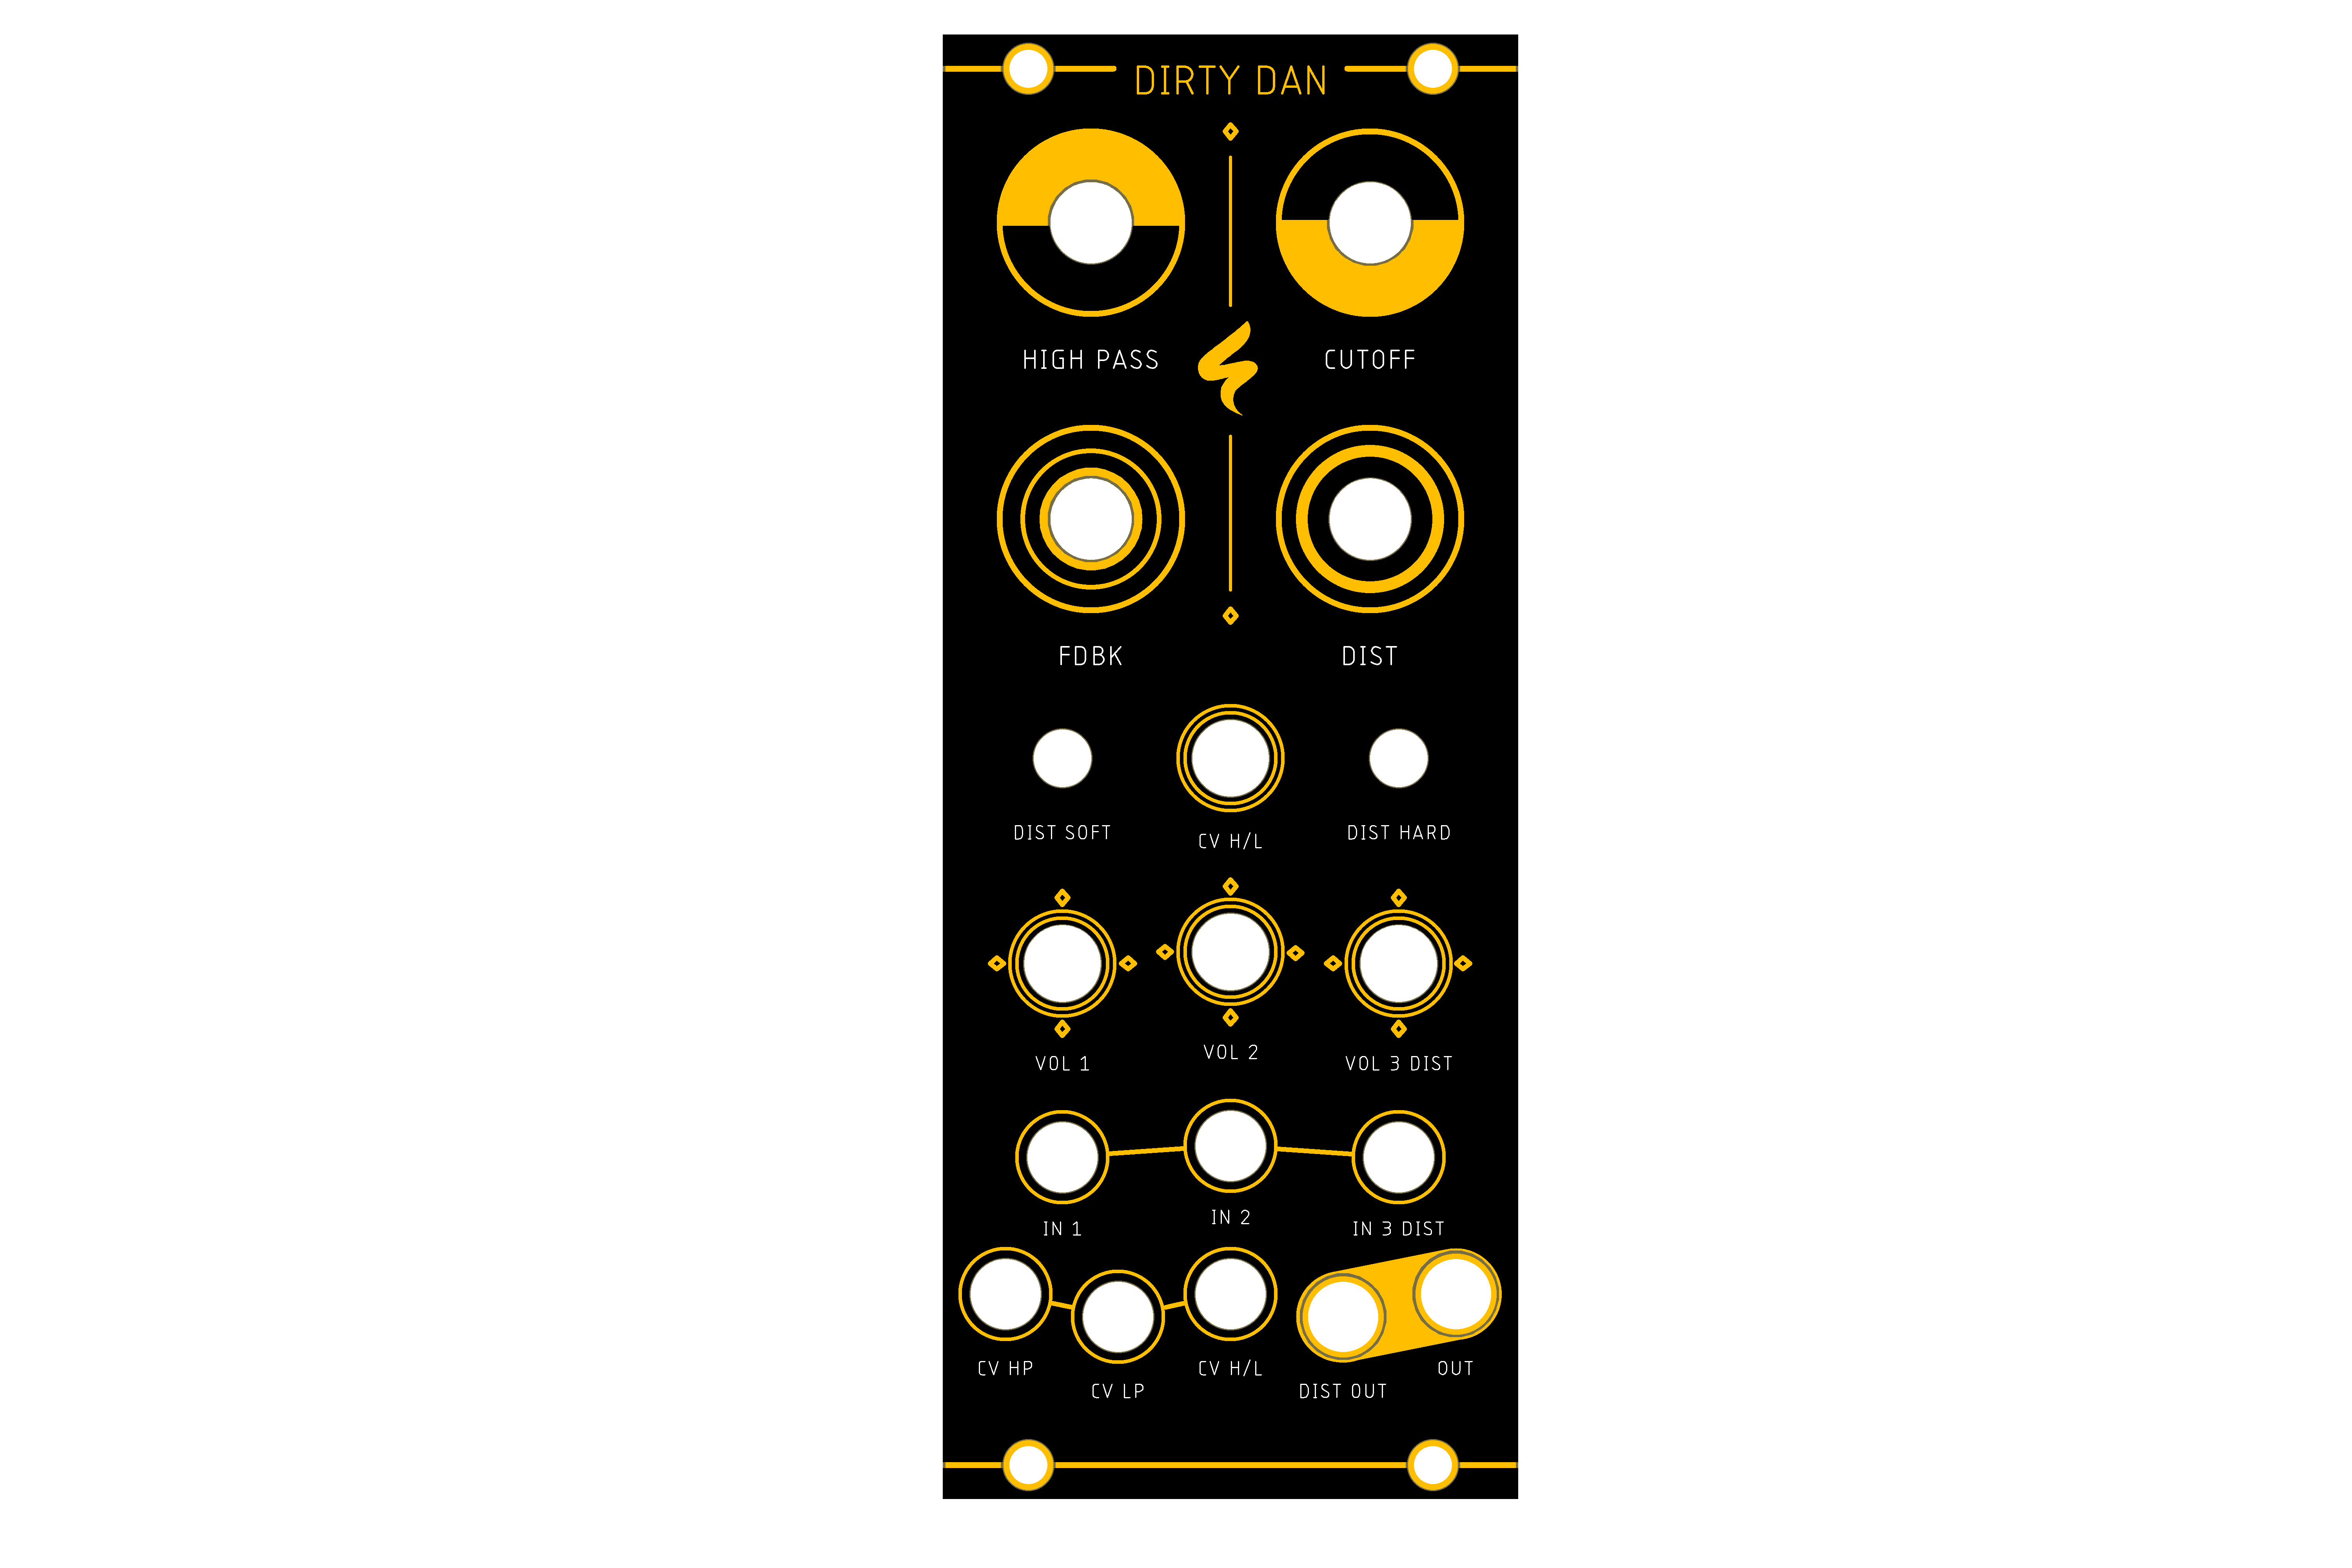 DIRTY DAN
HIGH PASS
CUTOFF
FDBK
DIST
DIST SOFT
CV H/L
DIST HARD
VOL 1
VOL 2
VOL 3 DIST
IN 1
IN 2
IN 3 DIST
CV HP
CV LP
CV H/L
DIST OUT
OUT